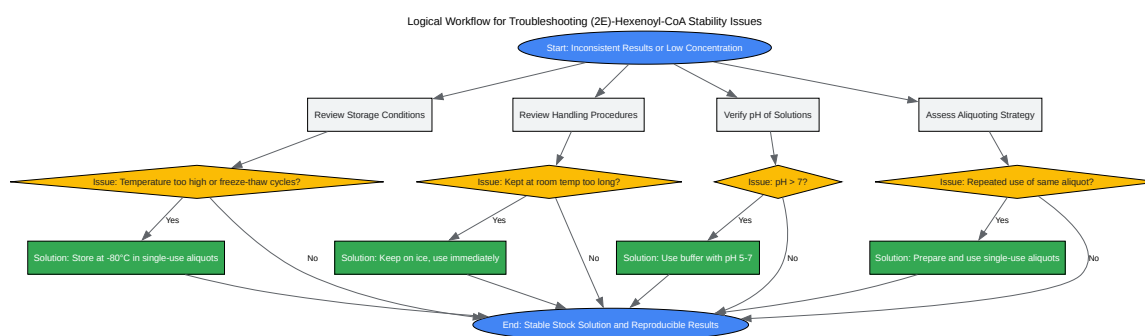 Logical Workflow for Troubleshooting (2E)-Hexenoyl-CoA Stability Issues
Start: Inconsistent Results or Low Concentration
Review Storage Conditions
Review Handling Procedures
Verify pH of Solutions
Assess Aliquoting Strategy
Issue: Temperature too high or freeze-thaw cycles?
Issue: Kept at room temp too long?
Issue: pH > 7?
Issue: Repeated use of same aliquot?
Yes
Yes
Yes
Yes
Solution: Store at -80°C in single-use aliquots
No
Solution: Keep on ice, use immediately
No
Solution: Use buffer with pH 5-7
No
Solution: Prepare and use single-use aliquots
No
End: Stable Stock Solution and Reproducible Results